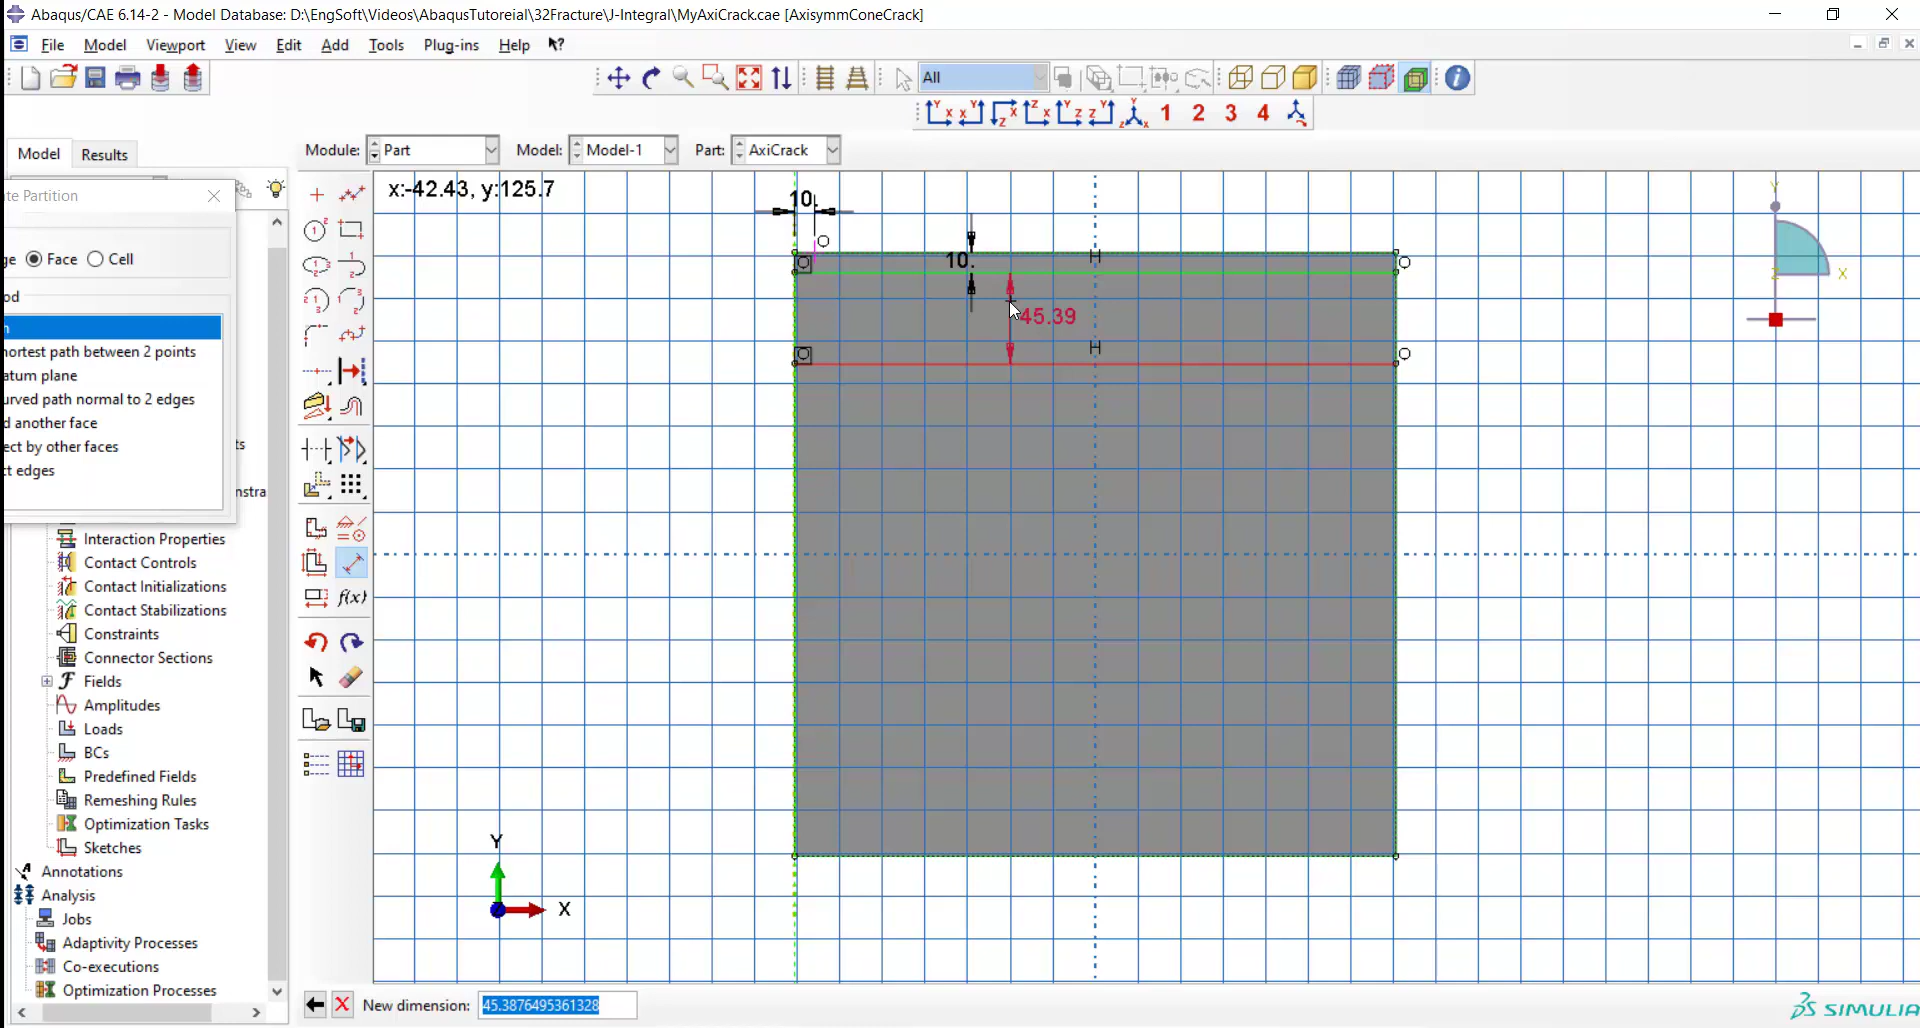 Abaqus/CAE 6.14-2 - Model Database: D:\EngSoft\Videos\AbaqusTutoreial\32Fracture\J-Integral\MyAxiCrack.cae [AxisymmConeCrack]
File Model Viewport View Edit Add Tools Plug-ins Help
All
1 2 3 4
Model Results
Module: Part Model: Model-1 Part: AxiCrack
te Partition
ge Face Cell
od
h
hortest path between 2 points
atum plane
urved path normal to 2 edges
d another face
ect by other faces
ct edges
ts
nstra
Interaction Properties
Contact Controls
Contact Initializations
Contact Stabilizations
Constraints
Connector Sections
Fields
Amplitudes
Loads
BCs
Predefined Fields
Remeshing Rules
Optimization Tasks
Sketches
Annotations
Analysis
Jobs
Adaptivity Processes
Co-executions
Optimization Processes
f(x)
x:-42.43, y:125.7
10.
10.
H
45.39
H
Y
X
Z
Y
X
New dimension: 45.3876495361328
SIMULIA